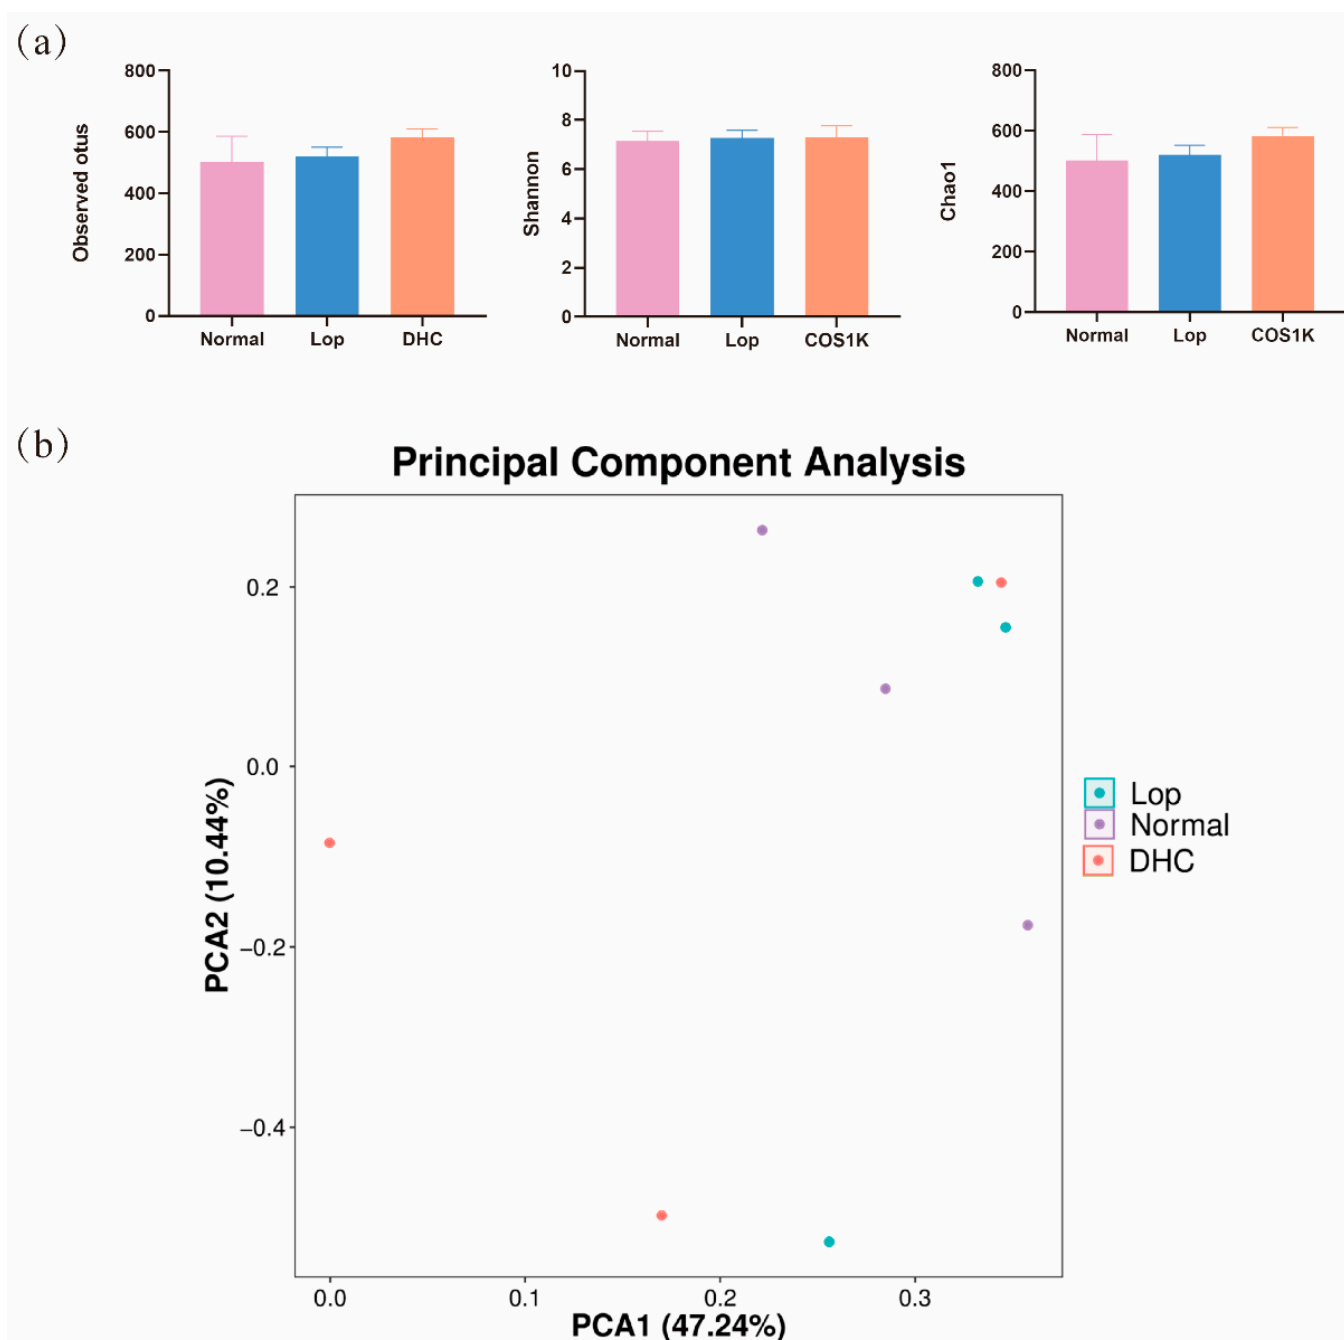 (a)
800
600
400
200
0
Observed otus
Normal Lop DHC
10
8
6
4
2
0
Shannon
Normal Lop COS1K
800
600
400
200
0
Chao1
Normal Lop COS1K
(b)
Principal Component Analysis
0.2
0.0
−0.2
−0.4
PCA2 (10.44%)
0.0 0.1 0.2 0.3
PCA1 (47.24%)
Lop
Normal
DHC